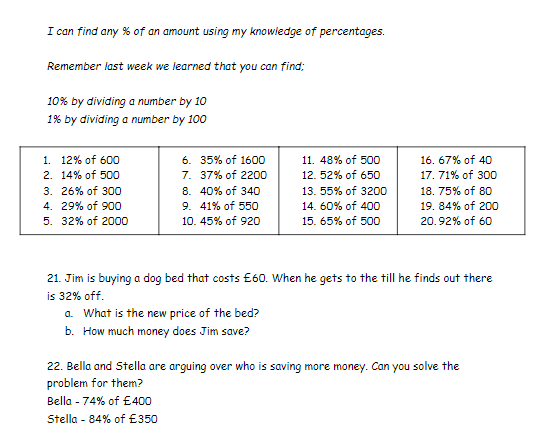 I can find any % of an amount using my knowledge of percentages.
Remember last week we learned that you can find;
10% by dividing a number by 10
1% by dividing a number by 100
1. 12% of 600
2. 14% of 500
3. 26% of 300
4. 29% of 900
5. 32% of 2000
6. 35% of 1600
7. 37% of 2200
8. 40% of 340
9. 41% of 550
10. 45% of 920
11. 48% of 500
12. 52% of 650
13. 55% of 3200
14. 60% of 400
15. 65% of 500
16. 67% of 40
17. 71% of 300
18. 75% of 80
19. 84% of 200
20. 92% of 60
21. Jim is buying a dog bed that costs £60. When he gets to the till he finds out there
is 32% off.
a. What is the new price of the bed?
b. How much money does Jim save?
22. Bella and Stella are arguing over who is saving more money. Can you solve the
problem for them?
Bella - 74% of £400
Stella - 84% of £350